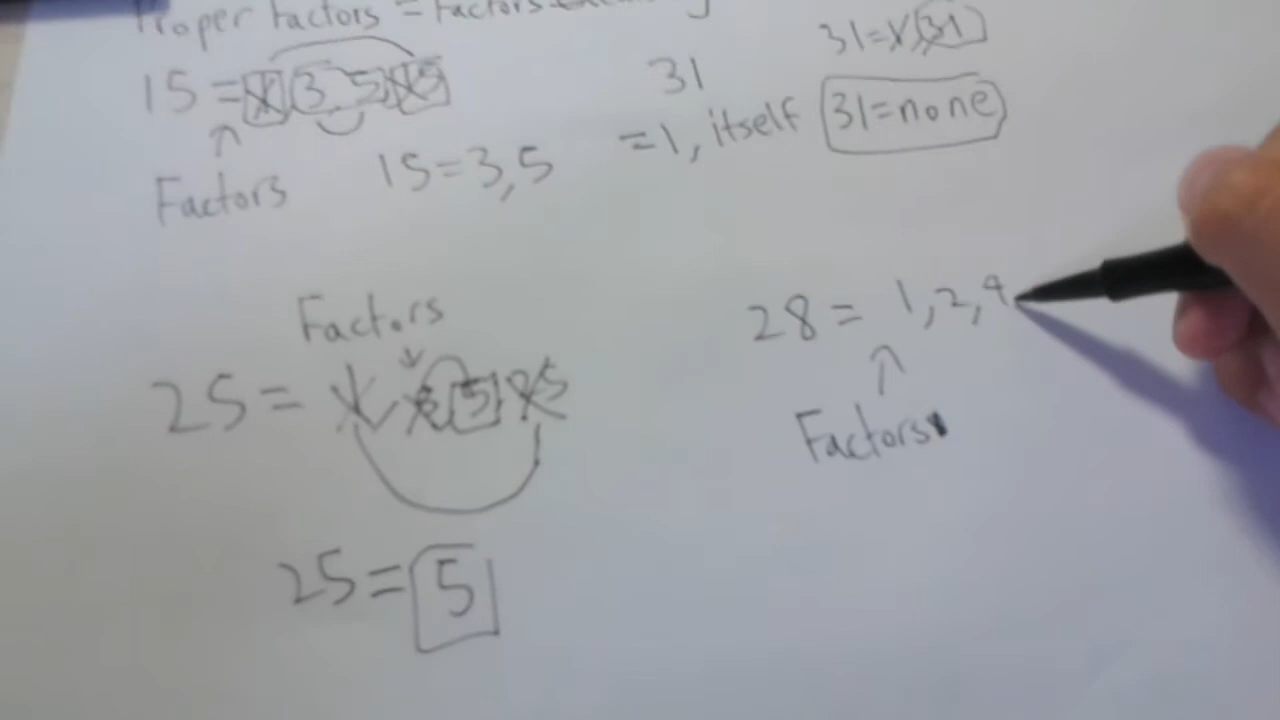 Proper Factors = Factors
15 = 1 3 5 15
Factors
15=3,5
31
=1, itself
31=1 31
31=none
Factors
25 = 1 5 25
25=5
28 = 1, 2, 4
Factors